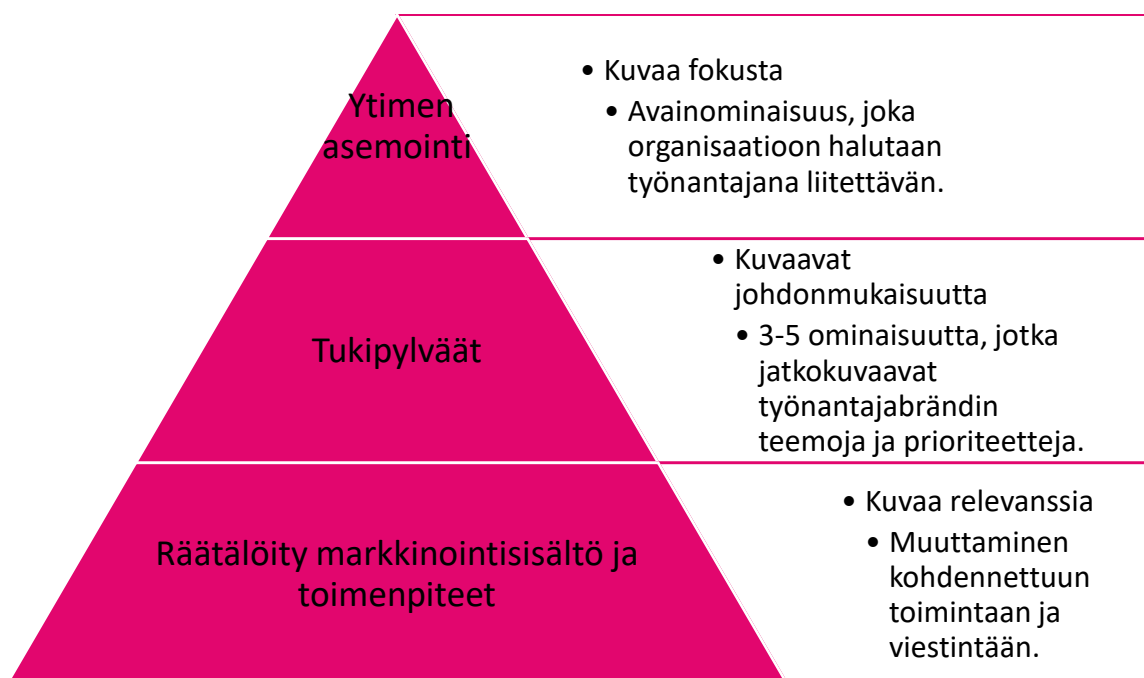 Ytimen
asemointi
• Kuvaa fokusta
• Avainominaisuus, joka
organisaatioon halutaan
työnantajana liitettävän.
Tukipylväät
• Kuvaavat
johdonmukaisuutta
• 3-5 ominaisuutta, jotka
jatkokuvaavat
työnantajabrändin
teemoja ja prioriteetteja.
Räätälöity markkinointisisältö ja
toimenpiteet
• Kuvaa relevanssia
• Muuttaminen
kohdennettuun
toimintaan ja
viestintään.